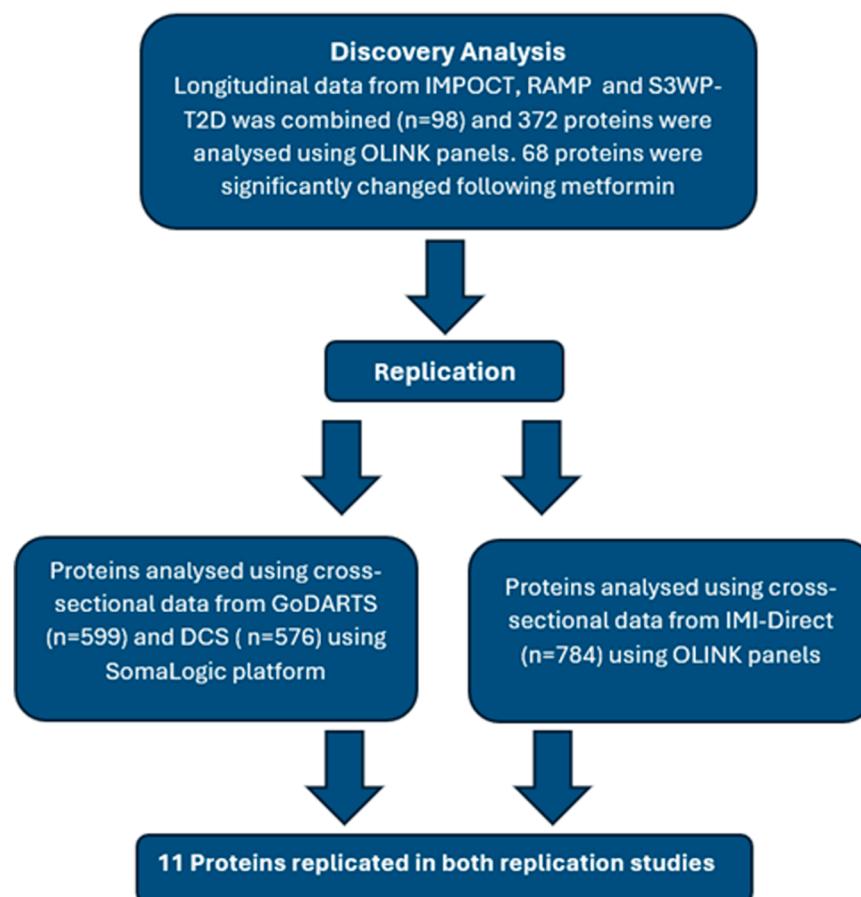 Discovery Analysis
Longitudinal data from IMPOCT, RAMP and S3WP-
T2D was combined (n=98) and 372 proteins were
analysed using OLINK panels. 68 proteins were
significantly changed following metformin
Replication
Proteins analysed using cross-
sectional data from GoDARTS
(n=599) and DCS ( n=576) using
SomaLogic platform
Proteins analysed using cross-
sectional data from IMI-Direct
(n=784) using OLINK panels
11 Proteins replicated in both replication studies